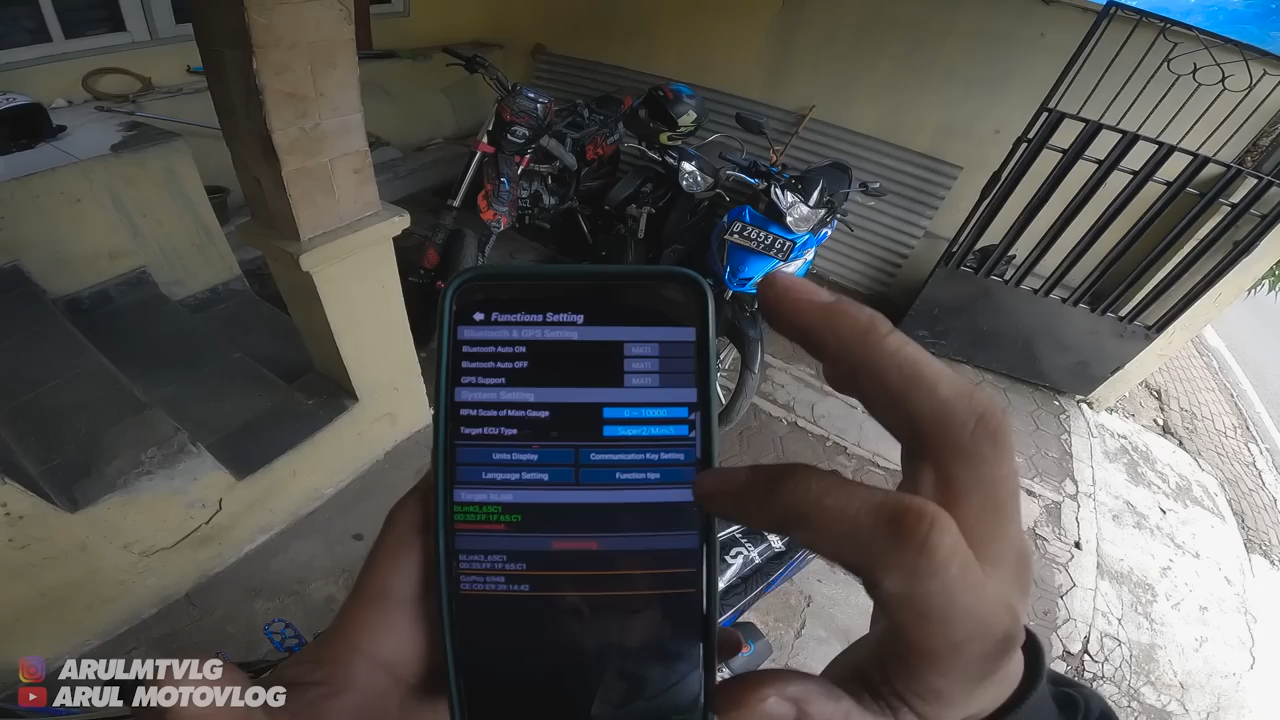 D 2653 GT
07·24
Functions Setting
Bluetooth & GPS Setting
Bluetooth Auto ON MATI
Bluetooth Auto OFF MATI
GPS Support MATI
System Setting
RPM Scale of Main Gauge 0 ~ 10000
Target ECU Type Super2/Mini5
Units Display Communication Key Setting
Language Setting Function tips
Target bLink
bLink3_65C1
00:35:FF:1F:65:C1
bLink3_65C1
00:35:FF:1F:65:C1
GoPro 6948
ARULMTVLG
ARUL MOTOVLOG